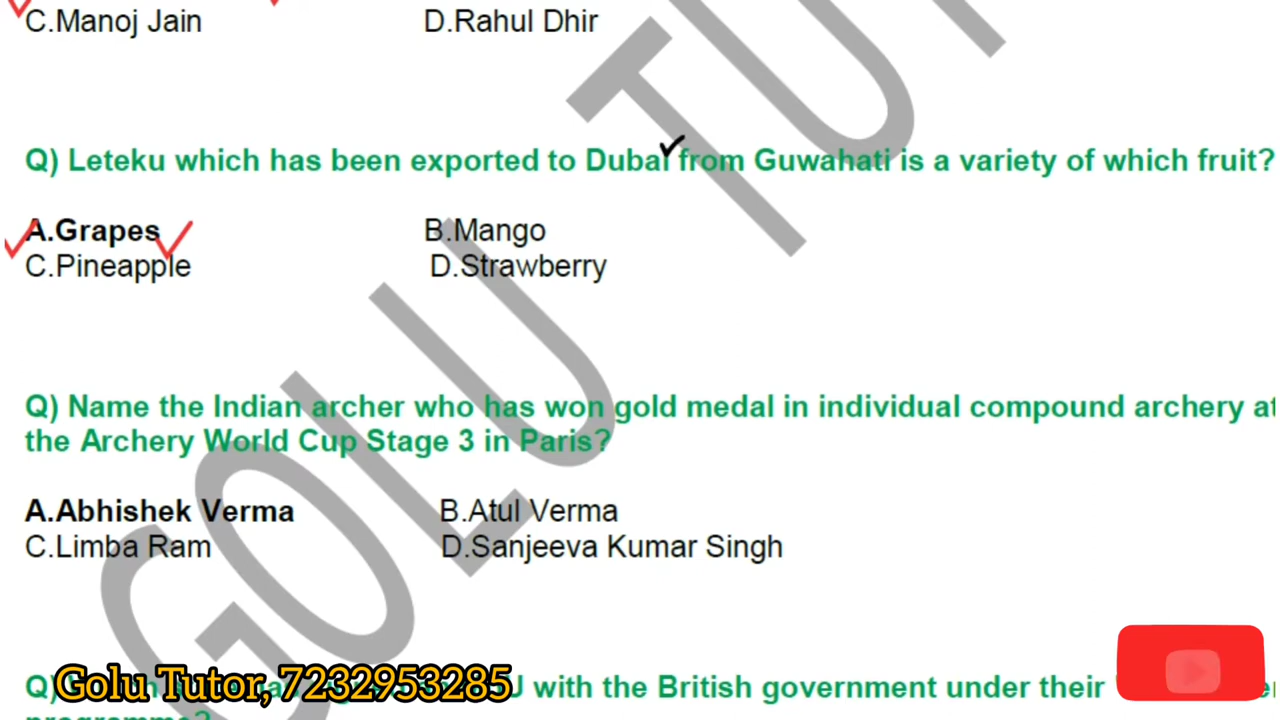 C.Manoj Jain D.Rahul Dhir
Q) Leteku which has been exported to Dubai from Guwahati is a variety of which fruit?
A.Grapes B.Mango
C.Pineapple D.Strawberry
Q) Name the Indian archer who has won gold medal in individual compound archery at
the Archery World Cup Stage 3 in Paris?
A.Abhishek Verma B.Atul Verma
C.Limba Ram D.Sanjeeva Kumar Singh
Q) with the British government under their
programme?
Golu Tutor, 7232953285
GOLU TUT